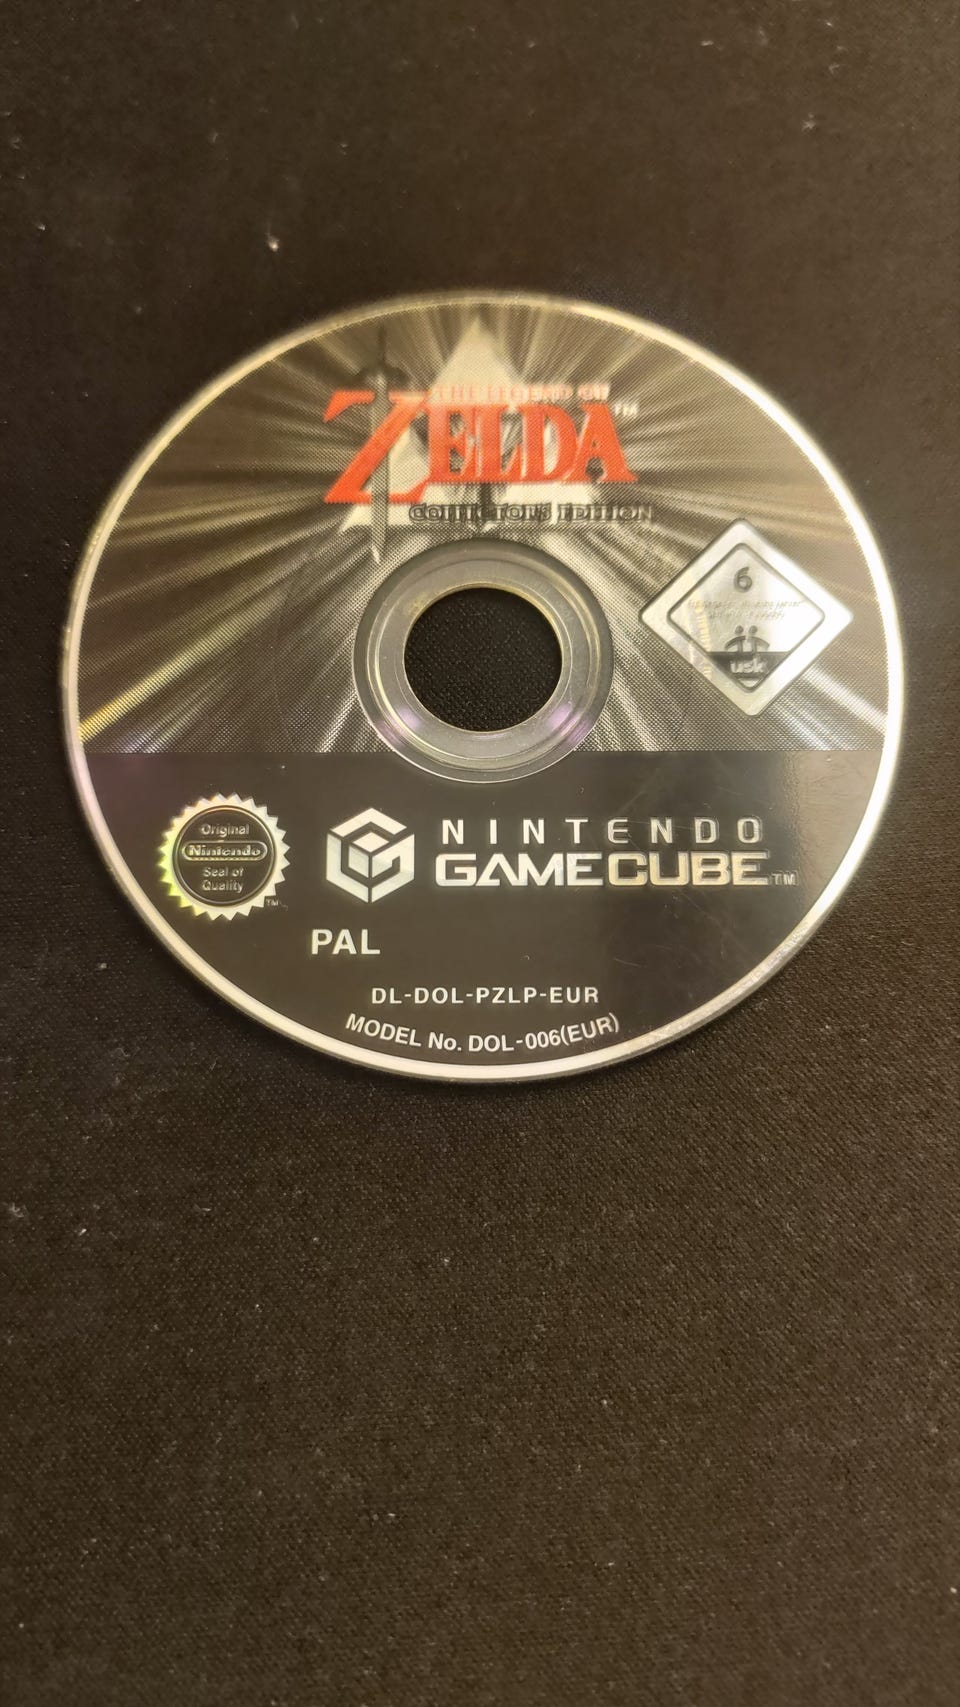 THE LEGEND OF
ZELDA™
COLLECTOR'S EDITION
6
usk
Original
Nintendo
Seal of
Quality
TM
NINTENDO
GAMECUBE™
PAL
DL-DOL-PZLP-EUR
MODEL No. DOL-006(EUR)